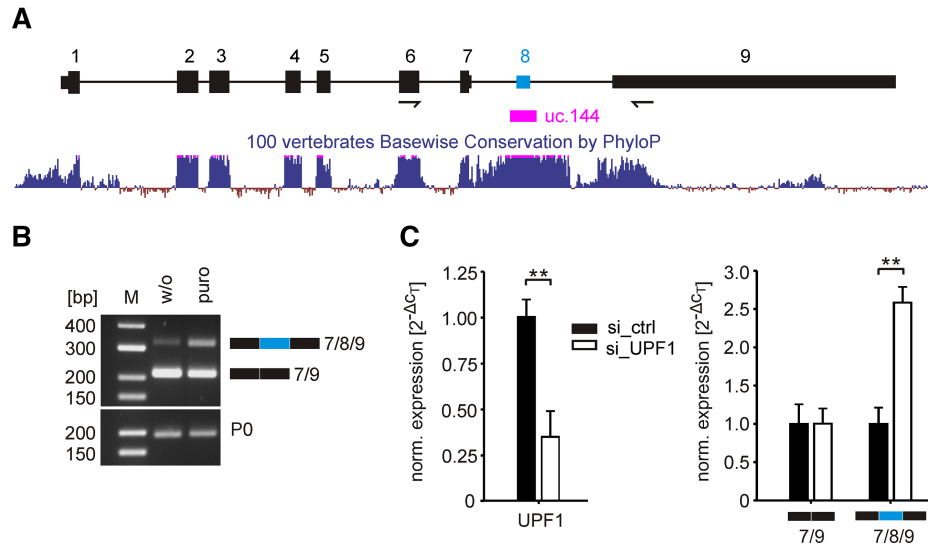 A
1 2 3 4 5 6 7 8 9
uc.144
100 vertebrates Basewise Conservation by PhyloP
B
[bp] M w/o puro
400
300
200
150
7/8/9
7/9
200
150
P0
C
norm. expression [2^-ΔcT]
1.25
1.00
0.75
0.50
0.25
0
**
UPF1
si_ctrl
si_UPF1
norm. expression [2^-ΔcT]
3.0
2.5
2.0
1.5
1.0
0.5
0
**
7/9 7/8/9